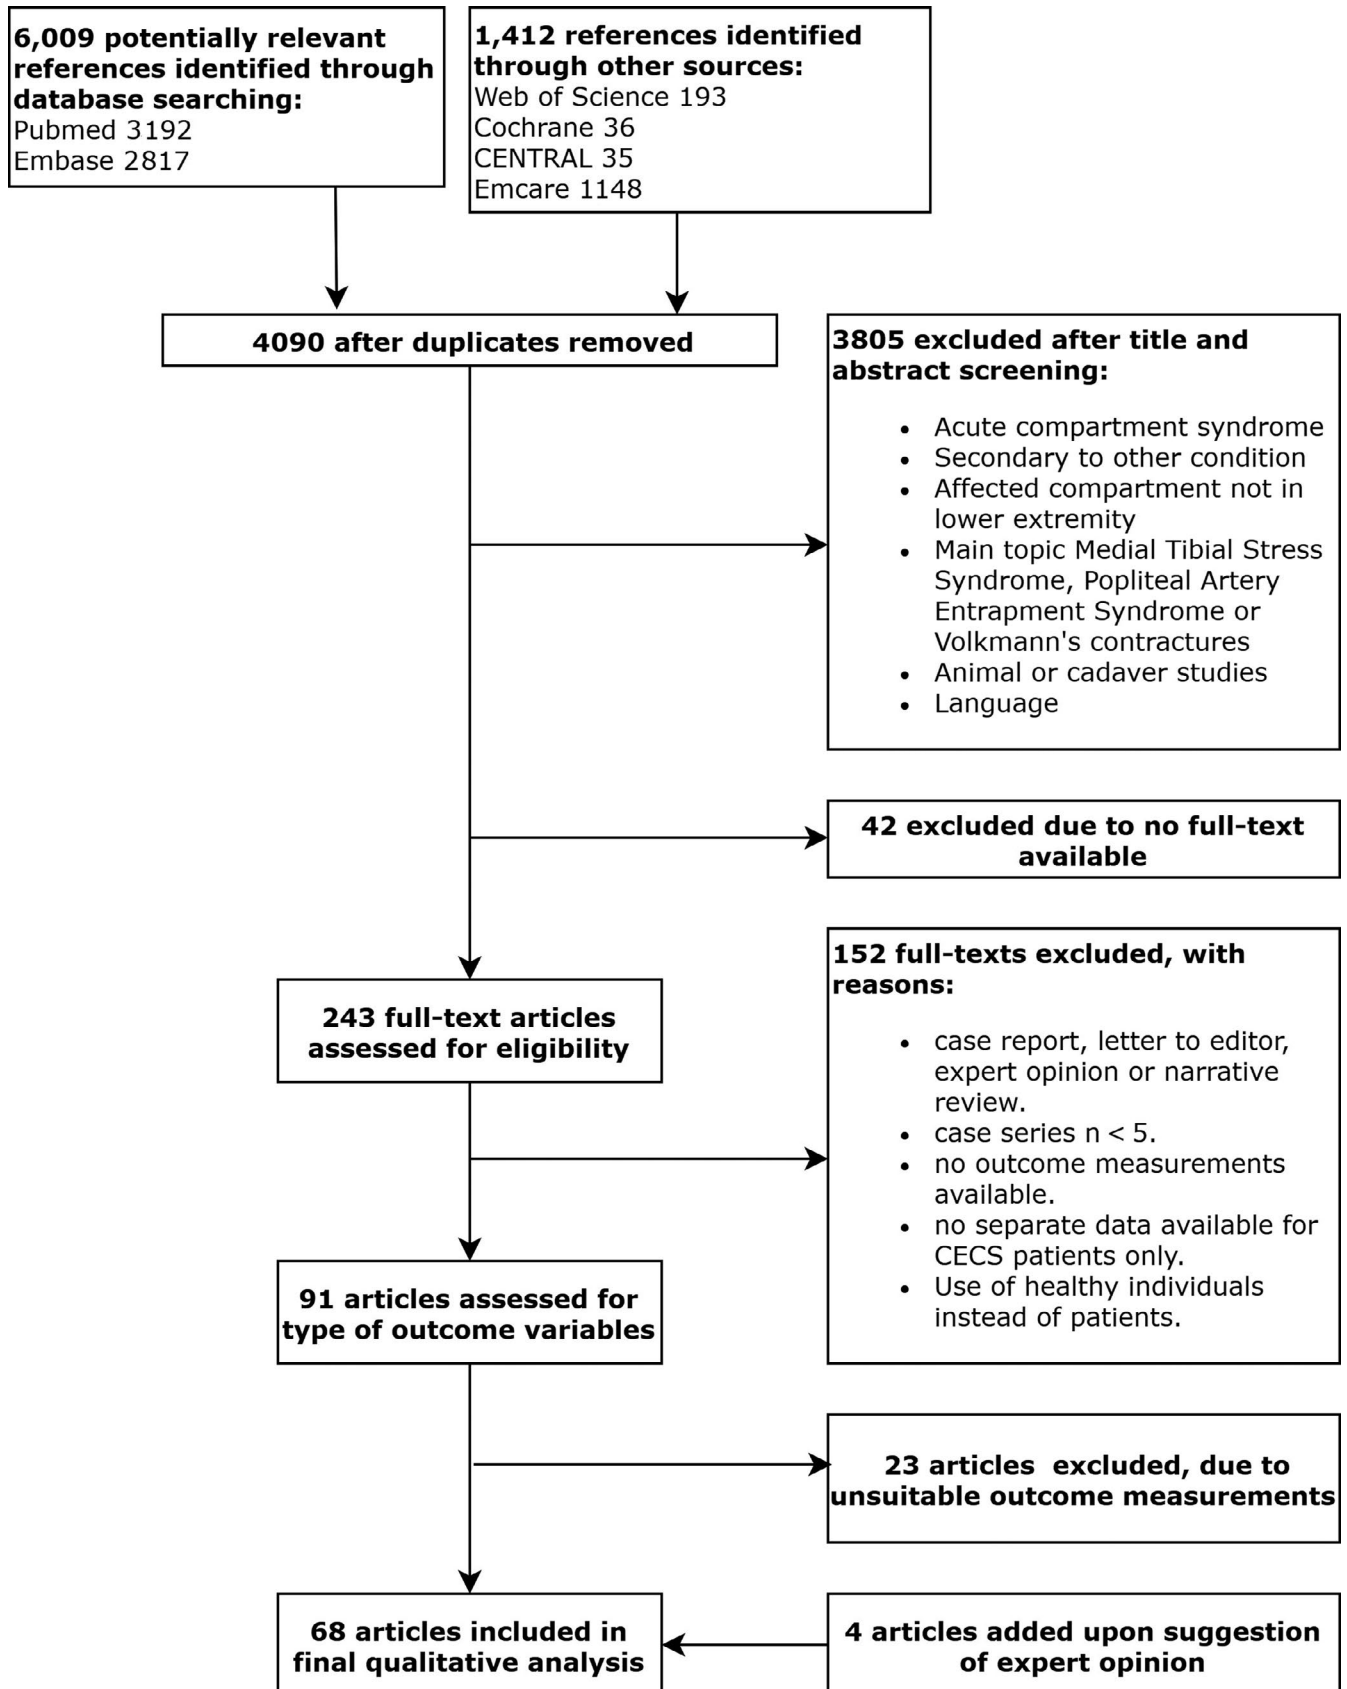 6,009 potentially relevant
references identified through
database searching:
Pubmed 3192
Embase 2817
1,412 references identified
through other sources:
Web of Science 193
Cochrane 36
CENTRAL 35
Emcare 1148
4090 after duplicates removed
3805 excluded after title and
abstract screening:
• Acute compartment syndrome
• Secondary to other condition
• Affected compartment not in
lower extremity
• Main topic Medial Tibial Stress
Syndrome, Popliteal Artery
Entrapment Syndrome or
Volkmann's contractures
• Animal or cadaver studies
• Language
42 excluded due to no full-text
available
243 full-text articles
assessed for eligibility
152 full-texts excluded, with
reasons:
• case report, letter to editor,
expert opinion or narrative
review.
• case series n < 5.
• no outcome measurements
available.
• no separate data available for
CECS patients only.
• Use of healthy individuals
instead of patients.
91 articles assessed for
type of outcome variables
23 articles excluded, due to
unsuitable outcome measurements
68 articles included in
final qualitative analysis
4 articles added upon suggestion
of expert opinion